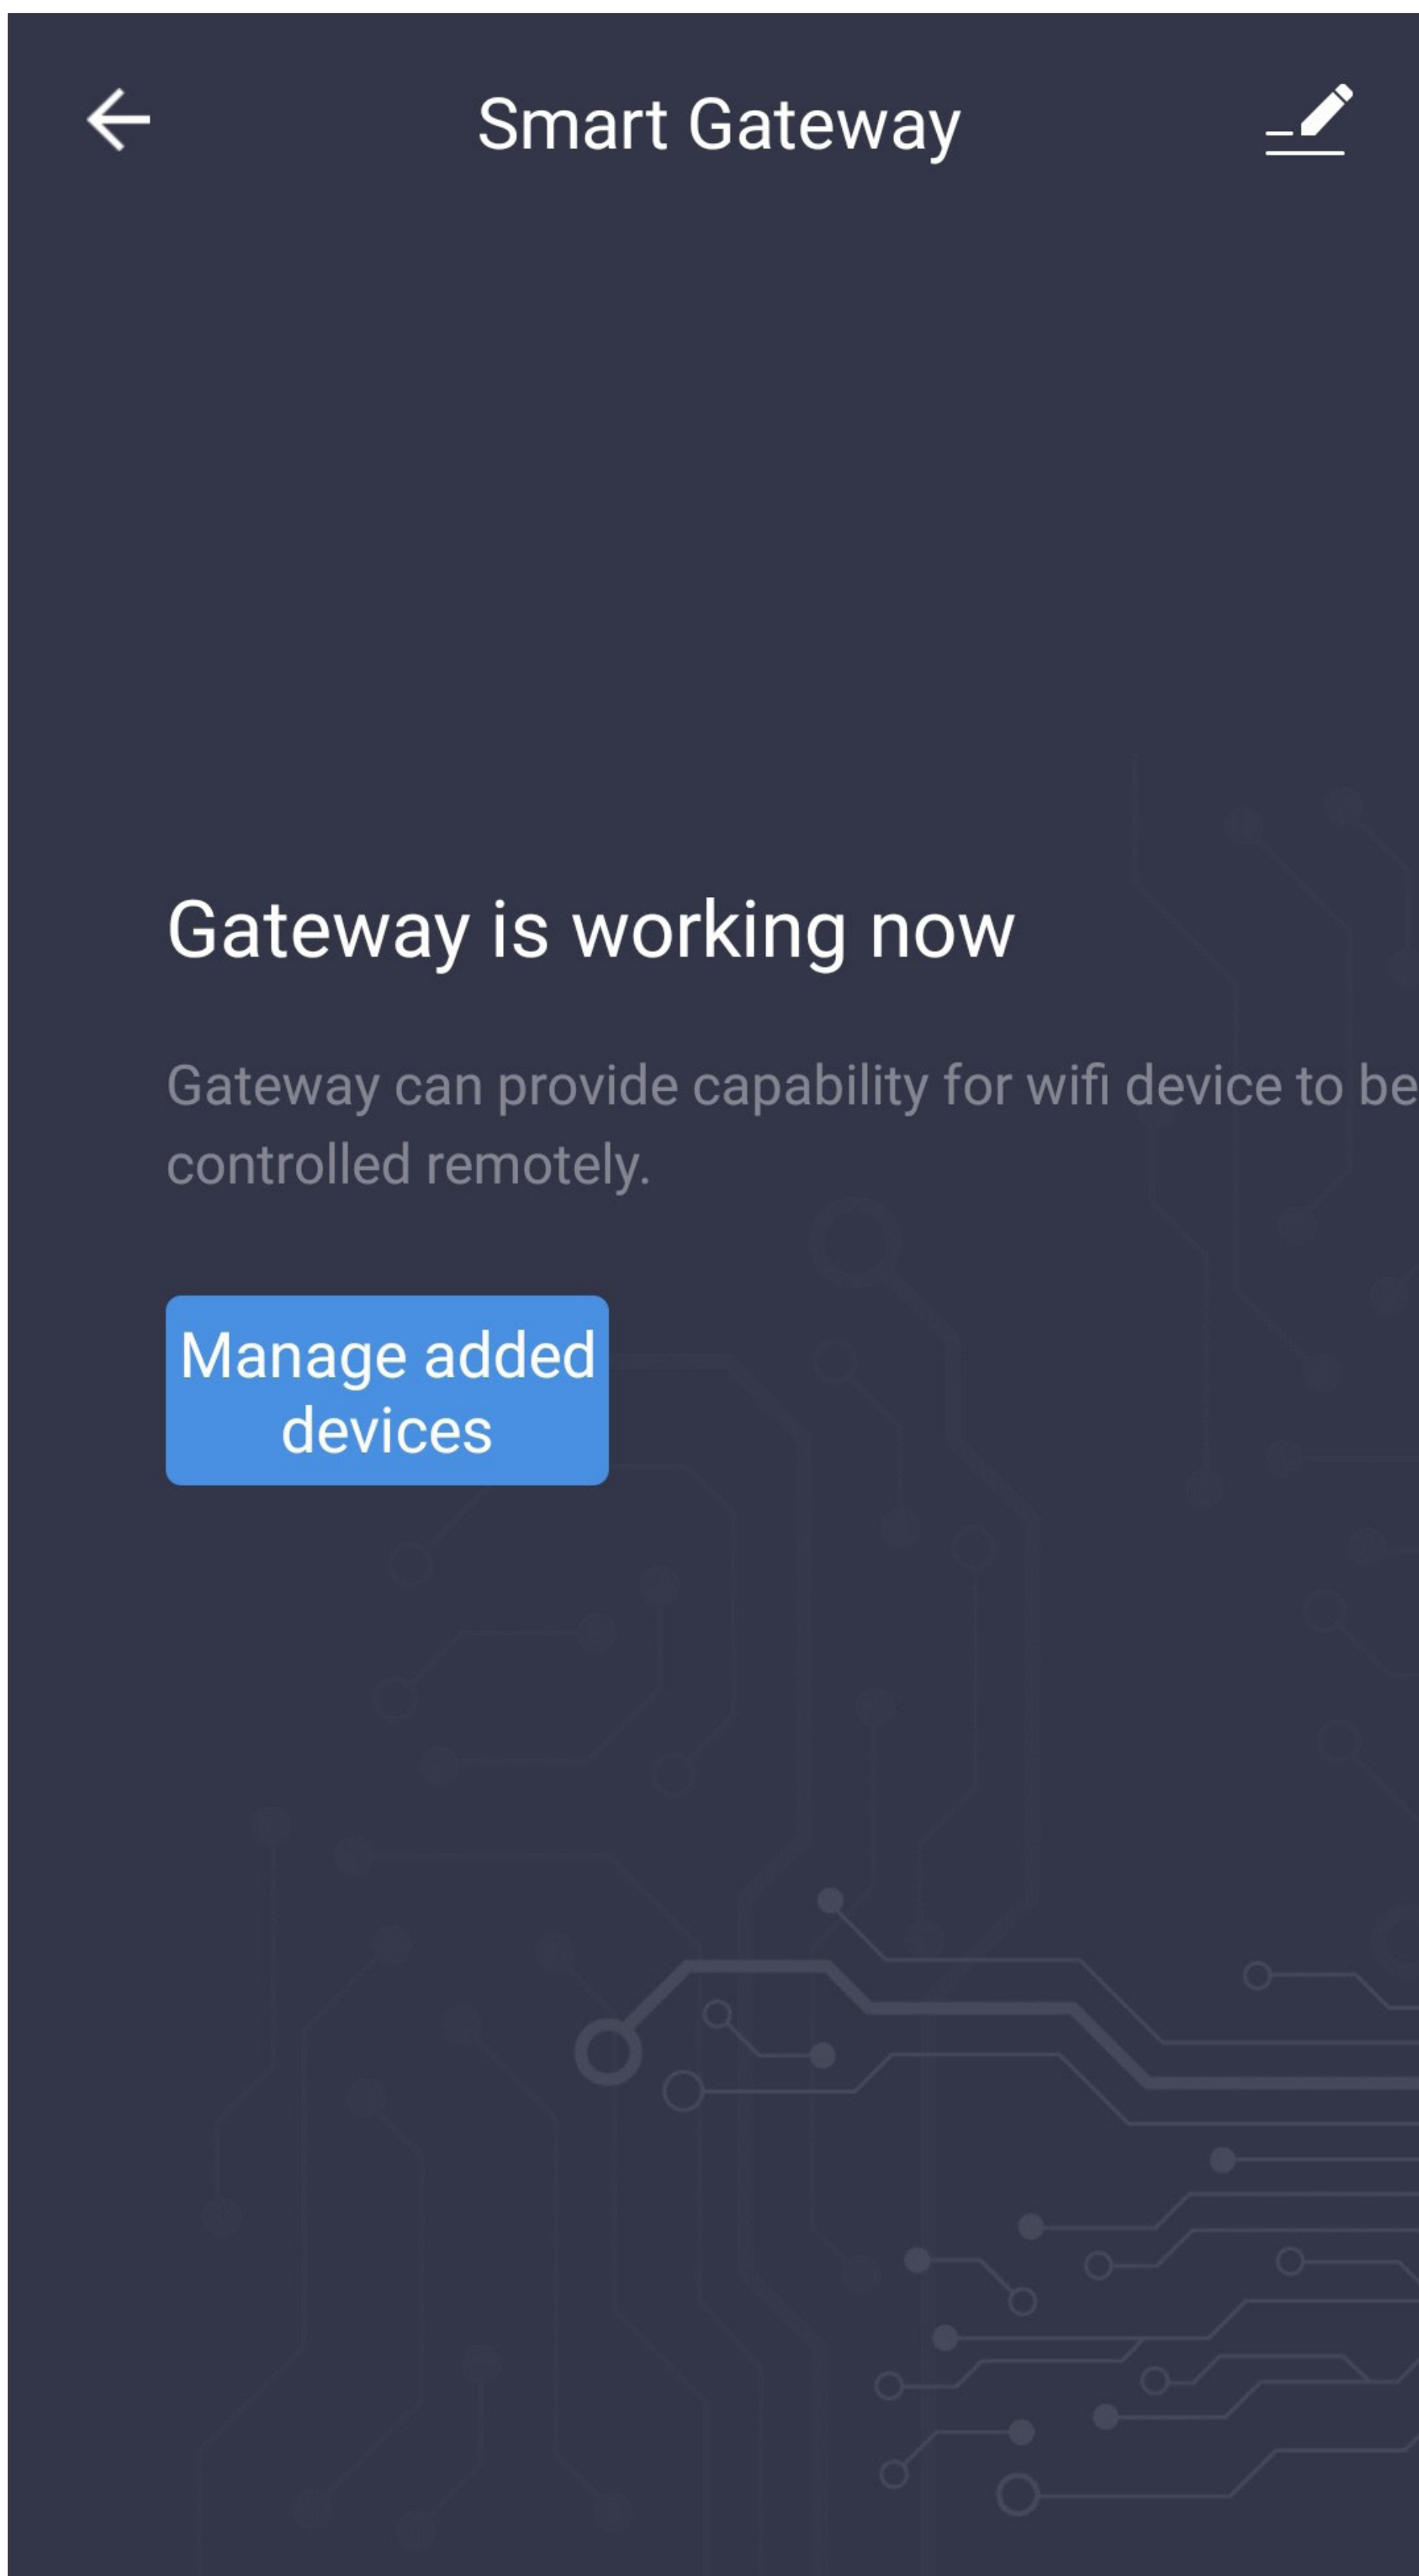 Smart Gateway
Gateway is working now
Gateway can provide capability for wifi device to be
controlled remotely.
Manage added
devices